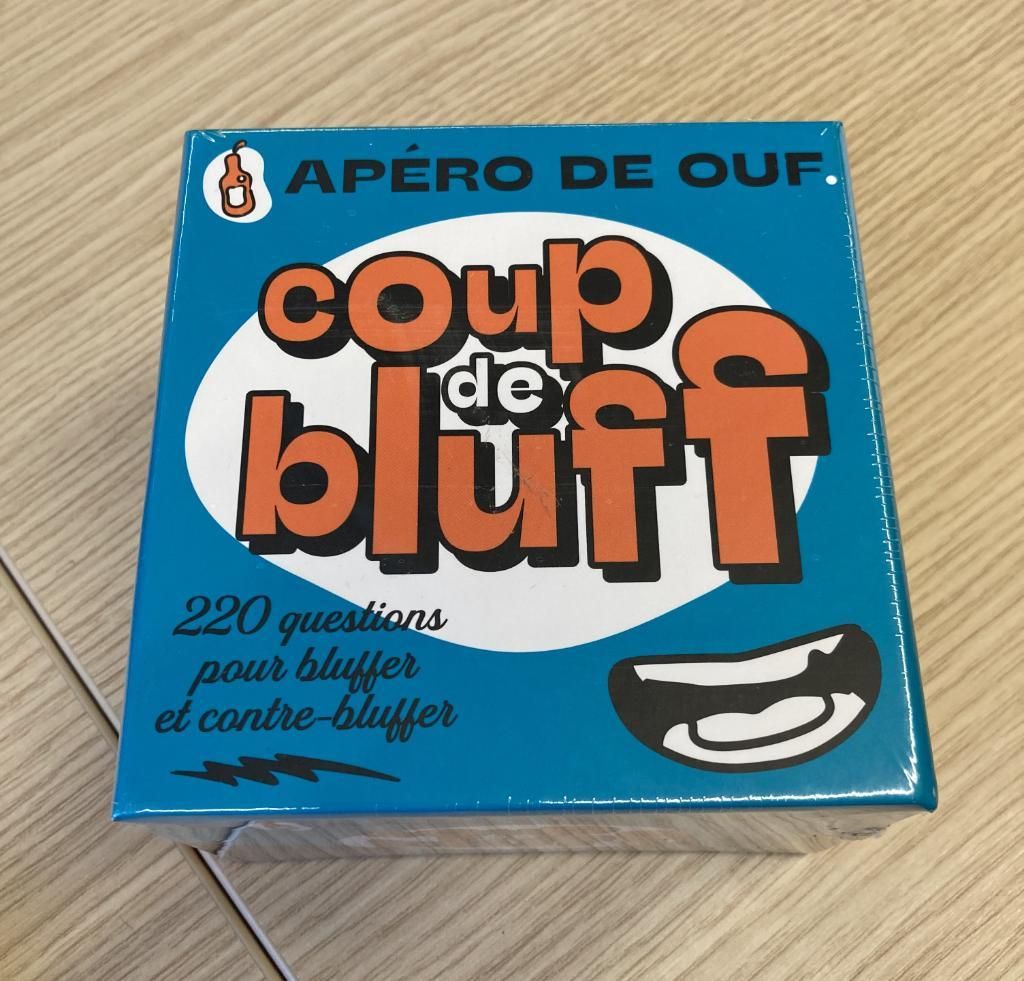 APÉRO DE OUF
coup
de
bluff
220 questions
pour bluffer
et contre-bluffer